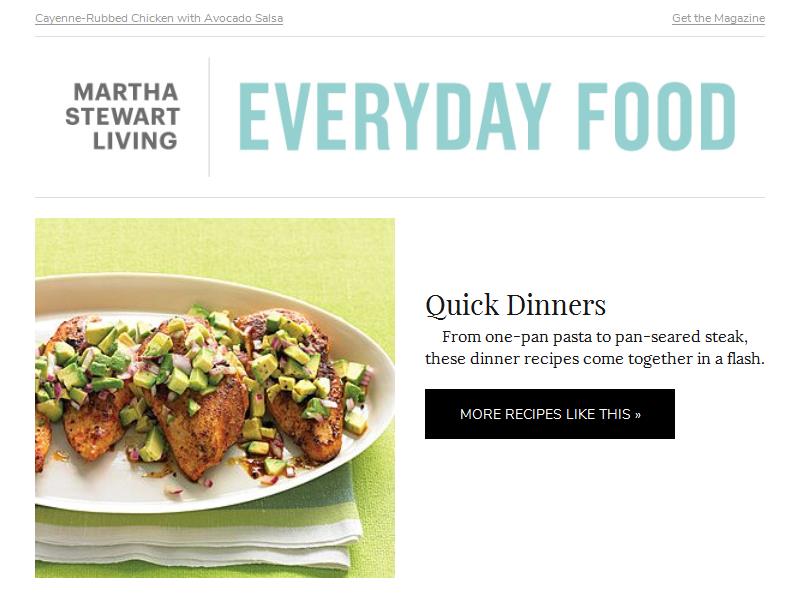 Cayenne-Rubbed Chicken with Avocado Salsa
Get the Magazine
MARTHA
STEWART
LIVING
EVERYDAY FOOD
Quick Dinners
From one-pan pasta to pan-seared steak,
these dinner recipes come together in a flash.
MORE RECIPES LIKE THIS »